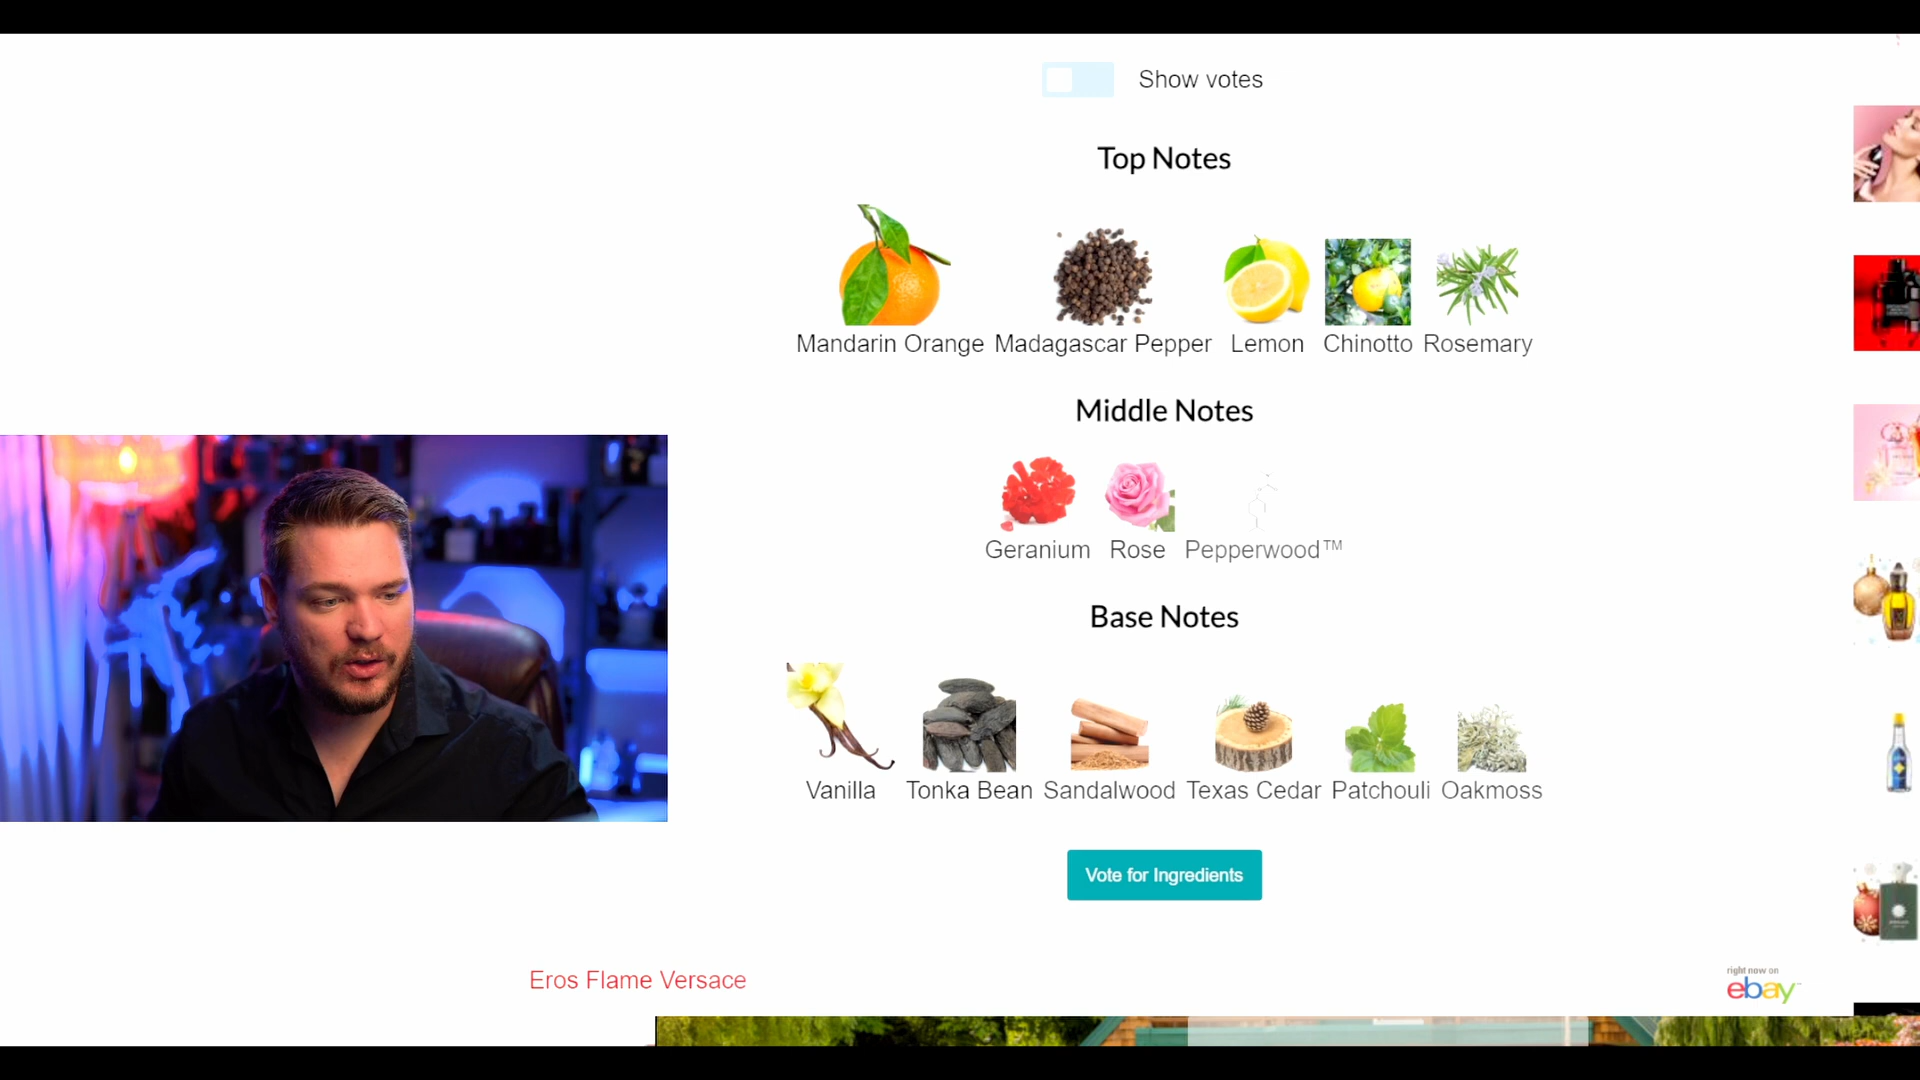 Show votes
Top Notes
Mandarin Orange Madagascar Pepper Lemon Chinotto Rosemary
Middle Notes
Geranium Rose Pepperwood™
Base Notes
Vanilla Tonka Bean Sandalwood Texas Cedar Patchouli Oakmoss
Vote for Ingredients
Eros Flame Versace
right now on
ebay